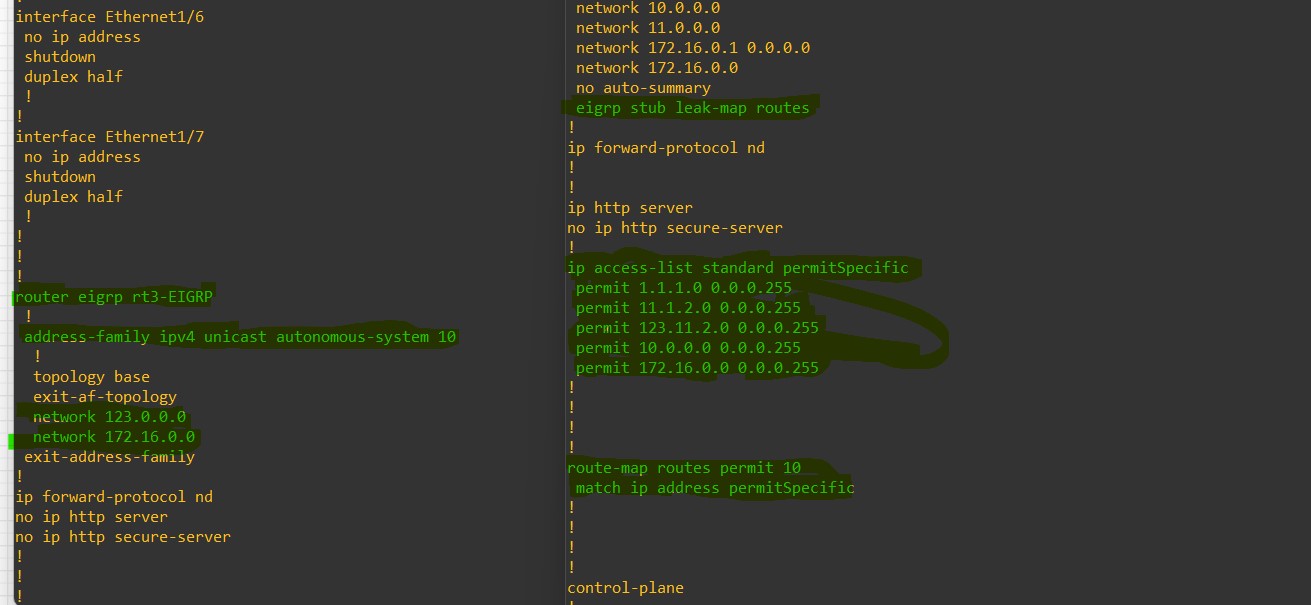 interface Ethernet1/6
no ip address
shutdown
duplex half
!
!
interface Ethernet1/7
no ip address
shutdown
duplex half
!
!
!
!
router eigrp rt3-EIGRP
!
address-family ipv4 unicast autonomous-system 10
!
topology base
exit-af-topology
network 123.0.0.0
network 172.16.0.0
exit-address-family
!
ip forward-protocol nd
no ip http server
no ip http secure-server
!
!
!
network 10.0.0.0
network 11.0.0.0
network 172.16.0.1 0.0.0.0
network 172.16.0.0
no auto-summary
eigrp stub leak-map routes
!
ip forward-protocol nd
!
!
ip http server
no ip http secure-server
!
ip access-list standard permitSpecific
permit 1.1.1.0 0.0.0.255
permit 11.1.2.0 0.0.0.255
permit 123.11.2.0 0.0.0.255
permit 10.0.0.0 0.0.0.255
permit 172.16.0.0 0.0.0.255
!
!
!
!
route-map routes permit 10
match ip address permitSpecific
!
!
!
!
control-plane